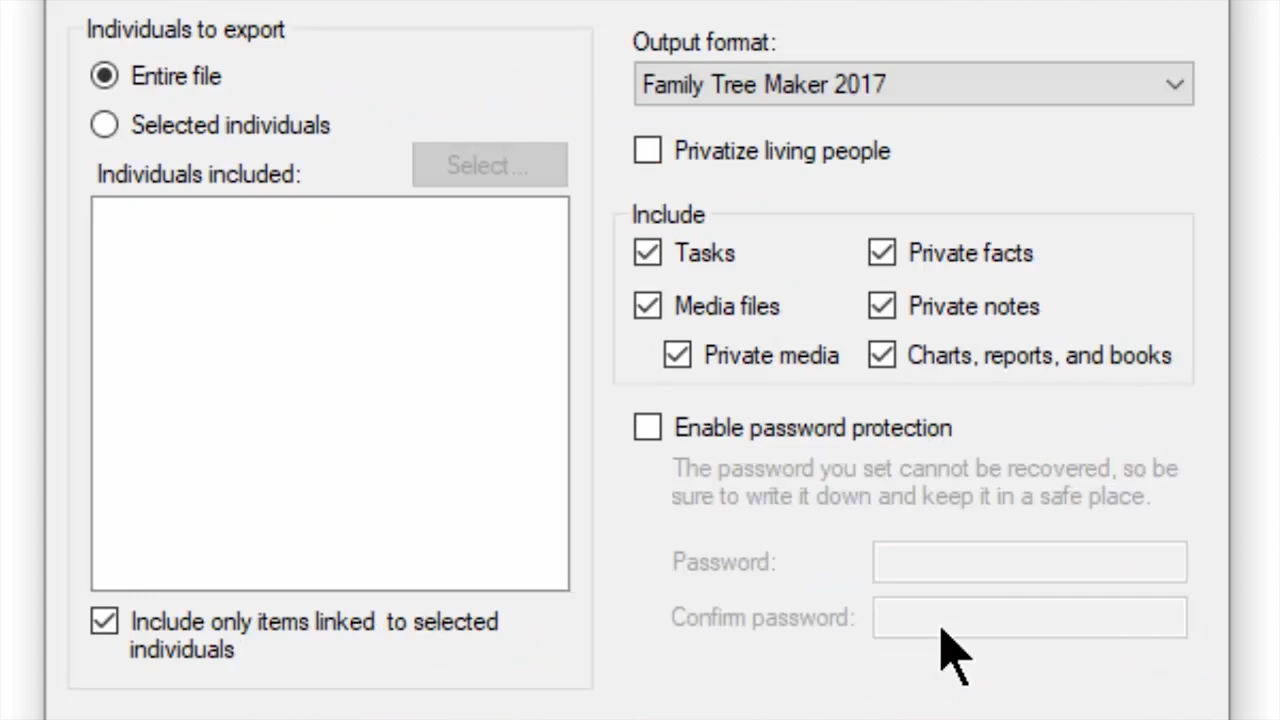 Individuals to export
Entire file
Selected individuals
Individuals included:
Select...
Include only items linked to selected
individuals
Output format:
Family Tree Maker 2017
Privatize living people
Include
Tasks
Private facts
Media files
Private notes
Private media
Charts, reports, and books
Enable password protection
The password you set cannot be recovered, so be
sure to write it down and keep it in a safe place.
Password:
Confirm password: